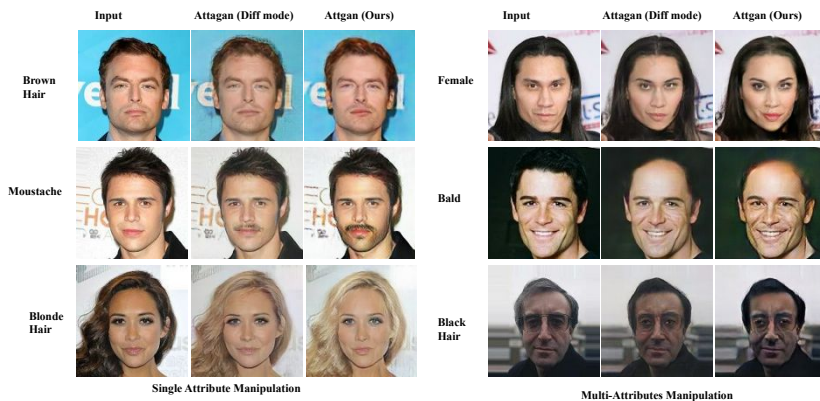 Input Attagan (Diff mode) Attgan (Ours)
Brown
Hair
Moustache
Blonde
Hair
Single Attribute Manipulation
Input Attagan (Diff mode) Attgan (Ours)
Female
Bald
Black
Hair
Multi-Attributes Manipulation